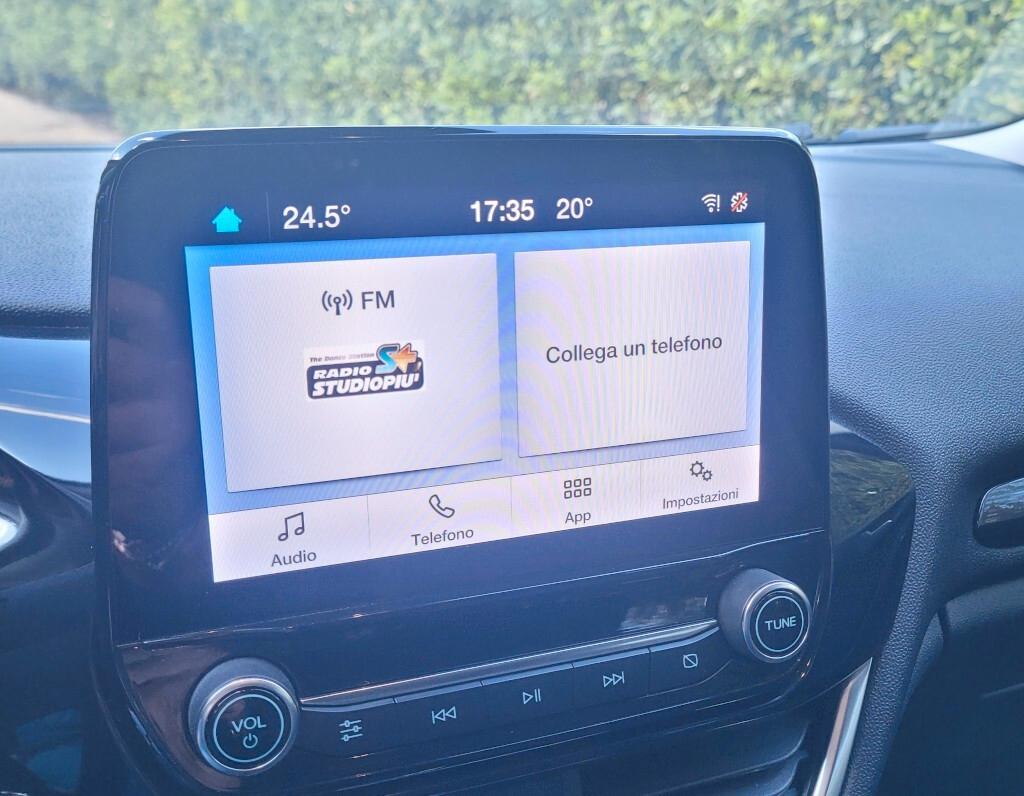 24.5°
17:35
20°
FM
The Dance Station
RADIO
STUDIOPIU'
Collega un telefono
Audio
Telefono
App
Impostazioni
VOL
TUNE